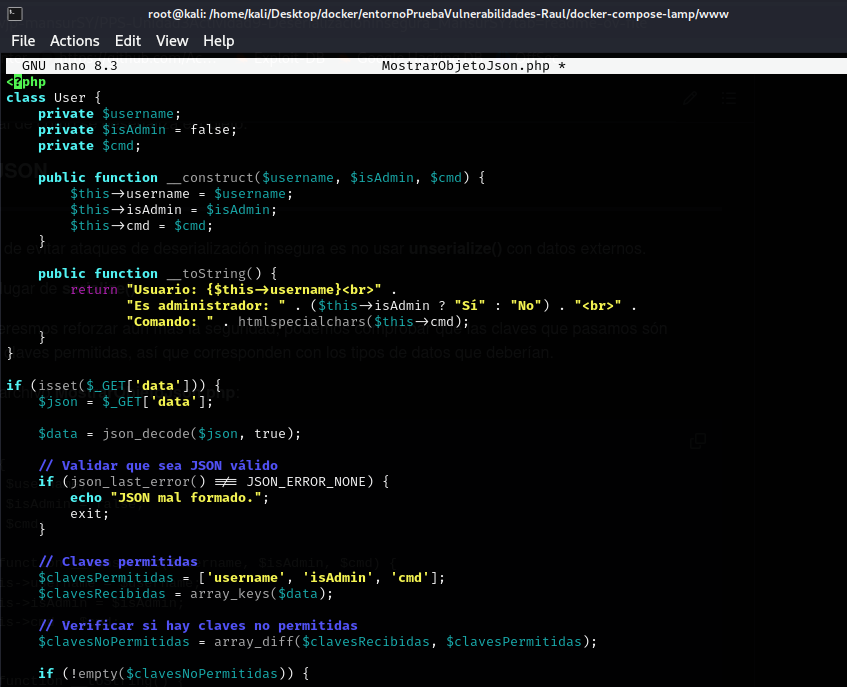 root@kali: /home/kali/Desktop/docker/entornoPruebaVulnerabilidades-Raul/docker-compose-lamp/www
File Actions Edit View Help
GNU nano 8.3 MostrarObjetoJson.php *
<?php
class User {
    private $username;
    private $isAdmin = false;
    private $cmd;

    public function __construct($username, $isAdmin, $cmd) {
        $this->username = $username;
        $this->isAdmin = $isAdmin;
        $this->cmd = $cmd;
    }

    public function __toString() {
        return "Usuario: {$this->username}<br>" .
               "Es administrador: " . ($this->isAdmin ? "Sí" : "No") . "<br>" .
               "Comando: " . htmlspecialchars($this->cmd);
    }
}

if (isset($_GET['data'])) {
    $json = $_GET['data'];

    $data = json_decode($json, true);

    // Validar que sea JSON válido
    if (json_last_error() !== JSON_ERROR_NONE) {
        echo "JSON mal formado.";
        exit;
    }

    // Claves permitidas
    $clavesPermitidas = ['username', 'isAdmin', 'cmd'];
    $clavesRecibidas = array_keys($data);

    // Verificar si hay claves no permitidas
    $clavesNoPermitidas = array_diff($clavesRecibidas, $clavesPermitidas);

    if (!empty($clavesNoPermitidas)) {